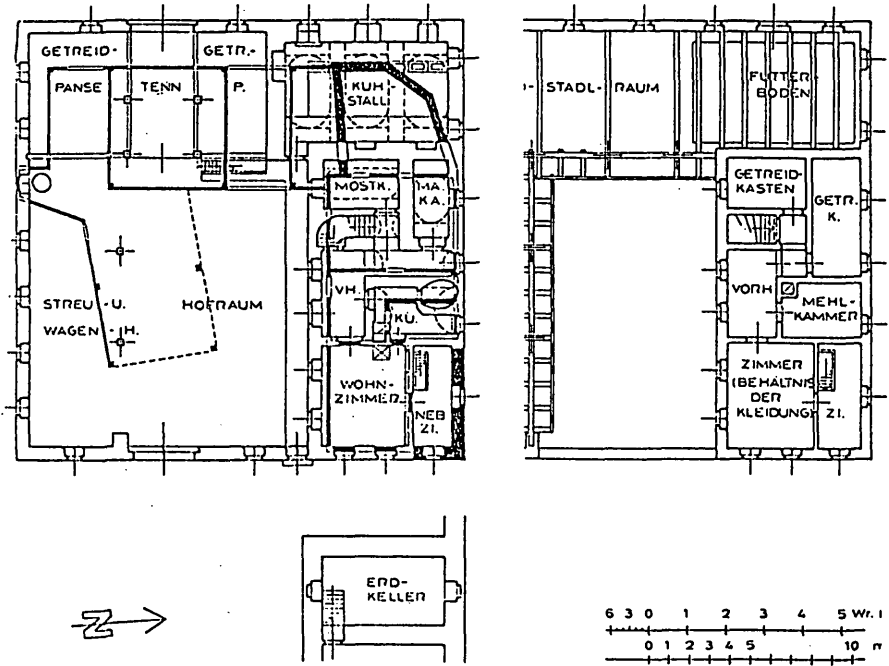 GETREID- GETR.-
PANSE TENN P.
KUH-
STALL
MOSTK. MA.
KA.
VH.
KÜ.
STREU-U. HOFRAUM
WAGEN-H.
WOHN-
ZIMMER
NEB
ZI.
D- STADL-RAUM
FUTTER-
BODEN
GETREID-
KASTEN
GETR.
K.
VORH
MEHL-
KAMMER
ZIMMER
(BEHÄLTNIS
DER
KLEIDUNG)
ZI.
ERD-
KELLER
N
6 3 0 1 2 3 4 5 Wr.
0 1 2 3 4 5 10 m